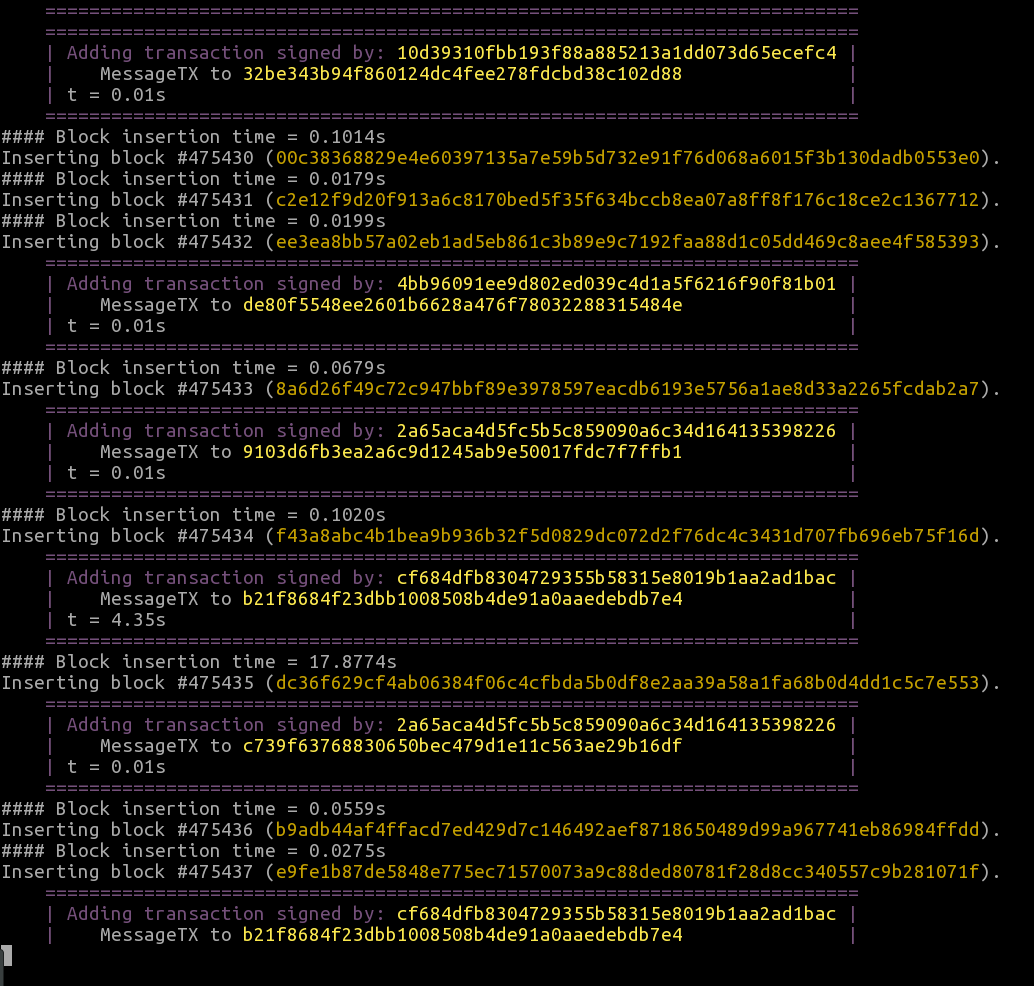 ==========================================================================
==========================================================================
| Adding transaction signed by: 10d39310fbb193f88a885213a1dd073d65ecefc4 |
|    MessageTX to 32be343b94f860124dc4fee278fdcbd38c102d88               |
| t = 0.01s                                                              |
==========================================================================
#### Block insertion time = 0.1014s
Inserting block #475430 (00c38368829e4e60397135a7e59b5d732e91f76d068a6015f3b130dadb0553e0).
#### Block insertion time = 0.0179s
Inserting block #475431 (c2e12f9d20f913a6c8170bed5f35f634bccb8ea07a8ff8f176c18ce2c1367712).
#### Block insertion time = 0.0199s
Inserting block #475432 (ee3ea8bb57a02eb1ad5eb861c3b89e9c7192faa88d1c05dd469c8aee4f585393).
==========================================================================
| Adding transaction signed by: 4bb96091ee9d802ed039c4d1a5f6216f90f81b01 |
|    MessageTX to de80f5548ee2601b6628a476f78032288315484e               |
| t = 0.01s                                                              |
==========================================================================
#### Block insertion time = 0.0679s
Inserting block #475433 (8a6d26f49c72c947bbf89e3978597eacdb6193e5756a1ae8d33a2265fcdab2a7).
==========================================================================
| Adding transaction signed by: 2a65aca4d5fc5b5c859090a6c34d164135398226 |
|    MessageTX to 9103d6fb3ea2a6c9d1245ab9e50017fdc7f7ffb1               |
| t = 0.01s                                                              |
==========================================================================
#### Block insertion time = 0.1020s
Inserting block #475434 (f43a8abc4b1bea9b936b32f5d0829dc072d2f76dc4c3431d707fb696eb75f16d).
==========================================================================
| Adding transaction signed by: cf684dfb8304729355b58315e8019b1aa2ad1bac |
|    MessageTX to b21f8684f23dbb1008508b4de91a0aaedebdb7e4               |
| t = 4.35s                                                              |
==========================================================================
#### Block insertion time = 17.8774s
Inserting block #475435 (dc36f629cf4ab06384f06c4cfbda5b0df8e2aa39a58a1fa68b0d4dd1c5c7e553).
==========================================================================
| Adding transaction signed by: 2a65aca4d5fc5b5c859090a6c34d164135398226 |
|    MessageTX to c739f63768830650bec479d1e11c563ae29b16df               |
| t = 0.01s                                                              |
==========================================================================
#### Block insertion time = 0.0559s
Inserting block #475436 (b9adb44af4ffacd7ed429d7c146492aef8718650489d99a967741eb86984ffdd).
#### Block insertion time = 0.0275s
Inserting block #475437 (e9fe1b87de5848e775ec71570073a9c88ded80781f28d8cc340557c9b281071f).
==========================================================================
| Adding transaction signed by: cf684dfb8304729355b58315e8019b1aa2ad1bac |
|    MessageTX to b21f8684f23dbb1008508b4de91a0aaedebdb7e4               |